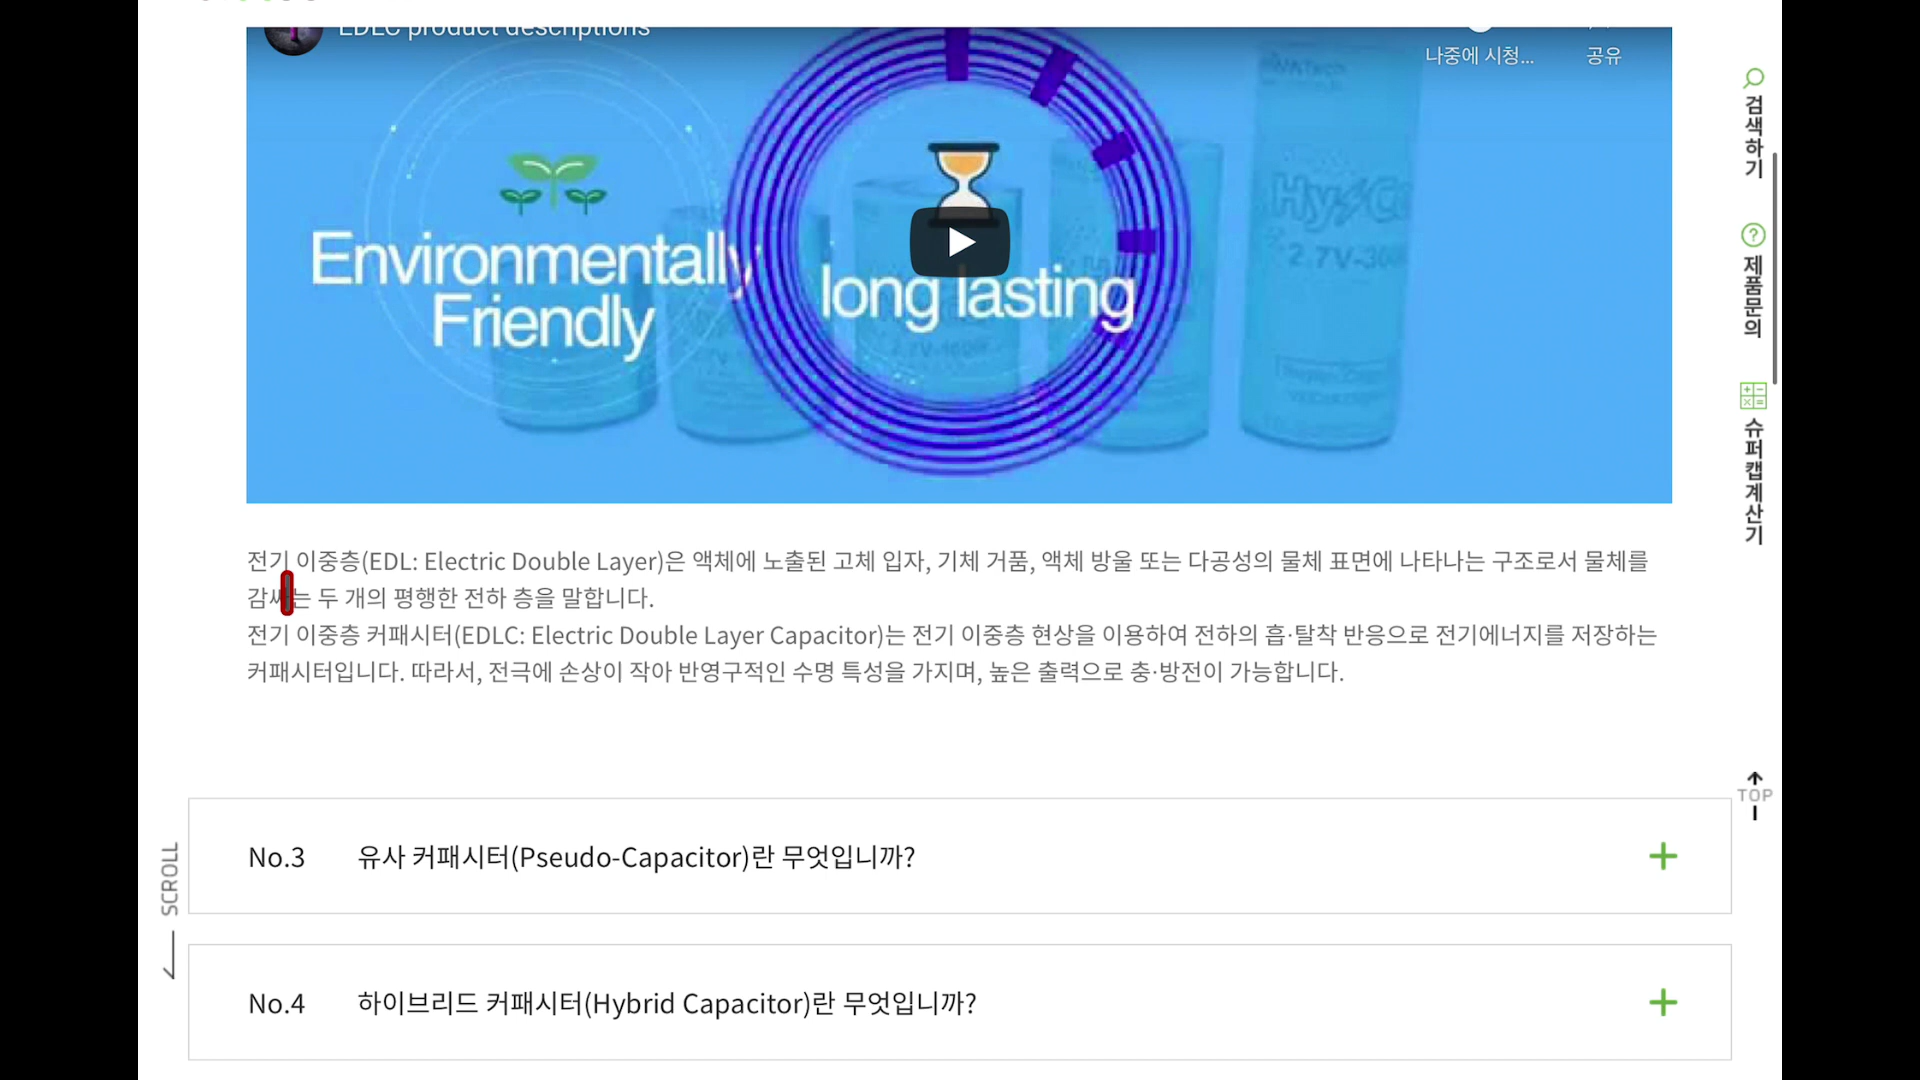 EDLC product descriptions
나중에 시청...
공유
Environmentally
Friendly
long lasting
2.7V-300
검색하기
제품문의
슈퍼캡계산기
전기 이중층(EDL: Electric Double Layer)은 액체에 노출된 고체 입자, 기체 거품, 액체 방울 또는 다공성의 물체 표면에 나타나는 구조로서 물체를
감싸는 두 개의 평행한 전하 층을 말합니다.
전기 이중층 커패시터(EDLC: Electric Double Layer Capacitor)는 전기 이중층 현상을 이용하여 전하의 흡·탈착 반응으로 전기에너지를 저장하는
커패시터입니다. 따라서, 전극에 손상이 작아 반영구적인 수명 특성을 가지며, 높은 출력으로 충·방전이 가능합니다.
TOP
SCROLL
No.3 유사 커패시터(Pseudo-Capacitor)란 무엇입니까?
No.4 하이브리드 커패시터(Hybrid Capacitor)란 무엇입니까?